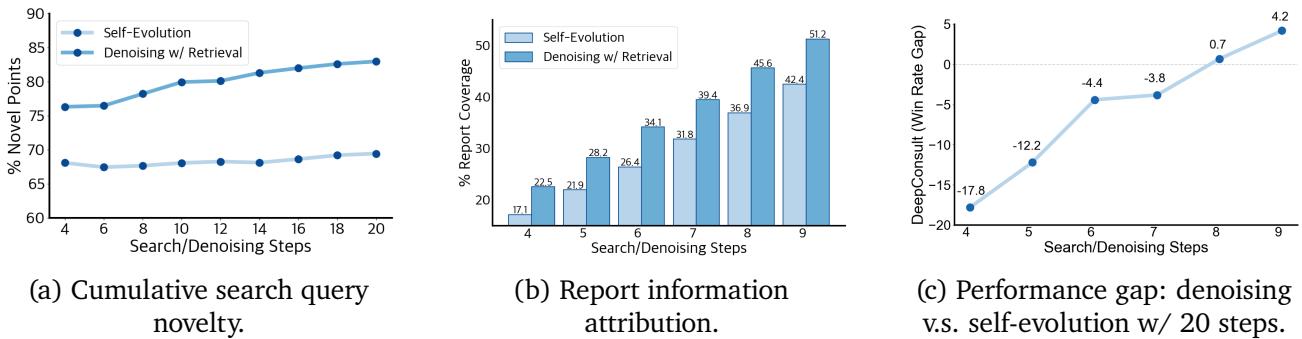 % Novel Points
90
85
80
75
70
65
60
Self-Evolution
Denoising w/ Retrieval
4 6 8 10 12 14 16 18 20
Search/Denoising Steps
(a) Cumulative search query
novelty.
% Report Coverage
50
40
30
20
Self-Evolution
Denoising w/ Retrieval
17.1 22.5 21.9 28.2 26.4 34.1 31.8 39.4 36.9 45.6 42.4 51.2
4 5 6 7 8 9
Search/Denoising Steps
(b) Report information
attribution.
DeepConsult (Win Rate Gap)
5
0
−5
−10
−15
−20
-17.8 -12.2 -4.4 -3.8 0.7 4.2
4 5 6 7 8 9
Search/Denoising Steps
(c) Performance gap: denoising
v.s. self-evolution w/ 20 steps.